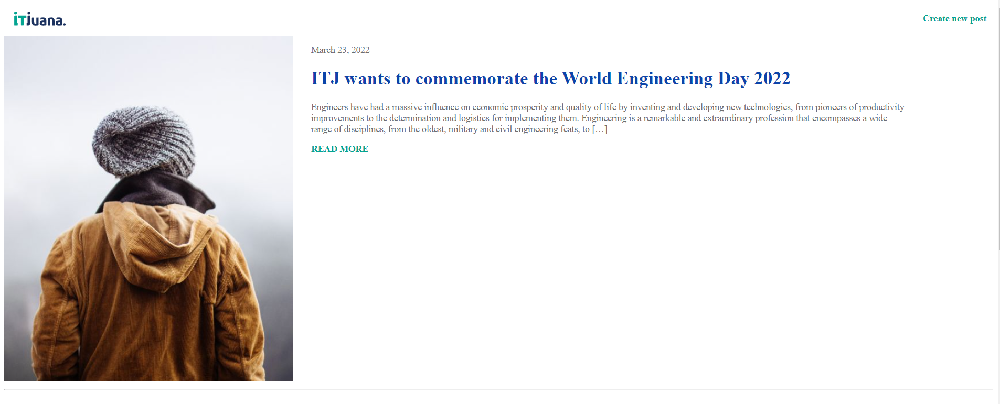 iTJuana.
Create new post
March 23, 2022
ITJ wants to commemorate the World Engineering Day 2022
Engineers have had a massive influence on economic prosperity and quality of life by inventing and developing new technologies, from pioneers of productivity
improvements to the determination and logistics for implementing them. Engineering is a remarkable and extraordinary profession that encompasses a wide
range of disciplines, from the oldest, military and civil engineering feats, to […]
READ MORE